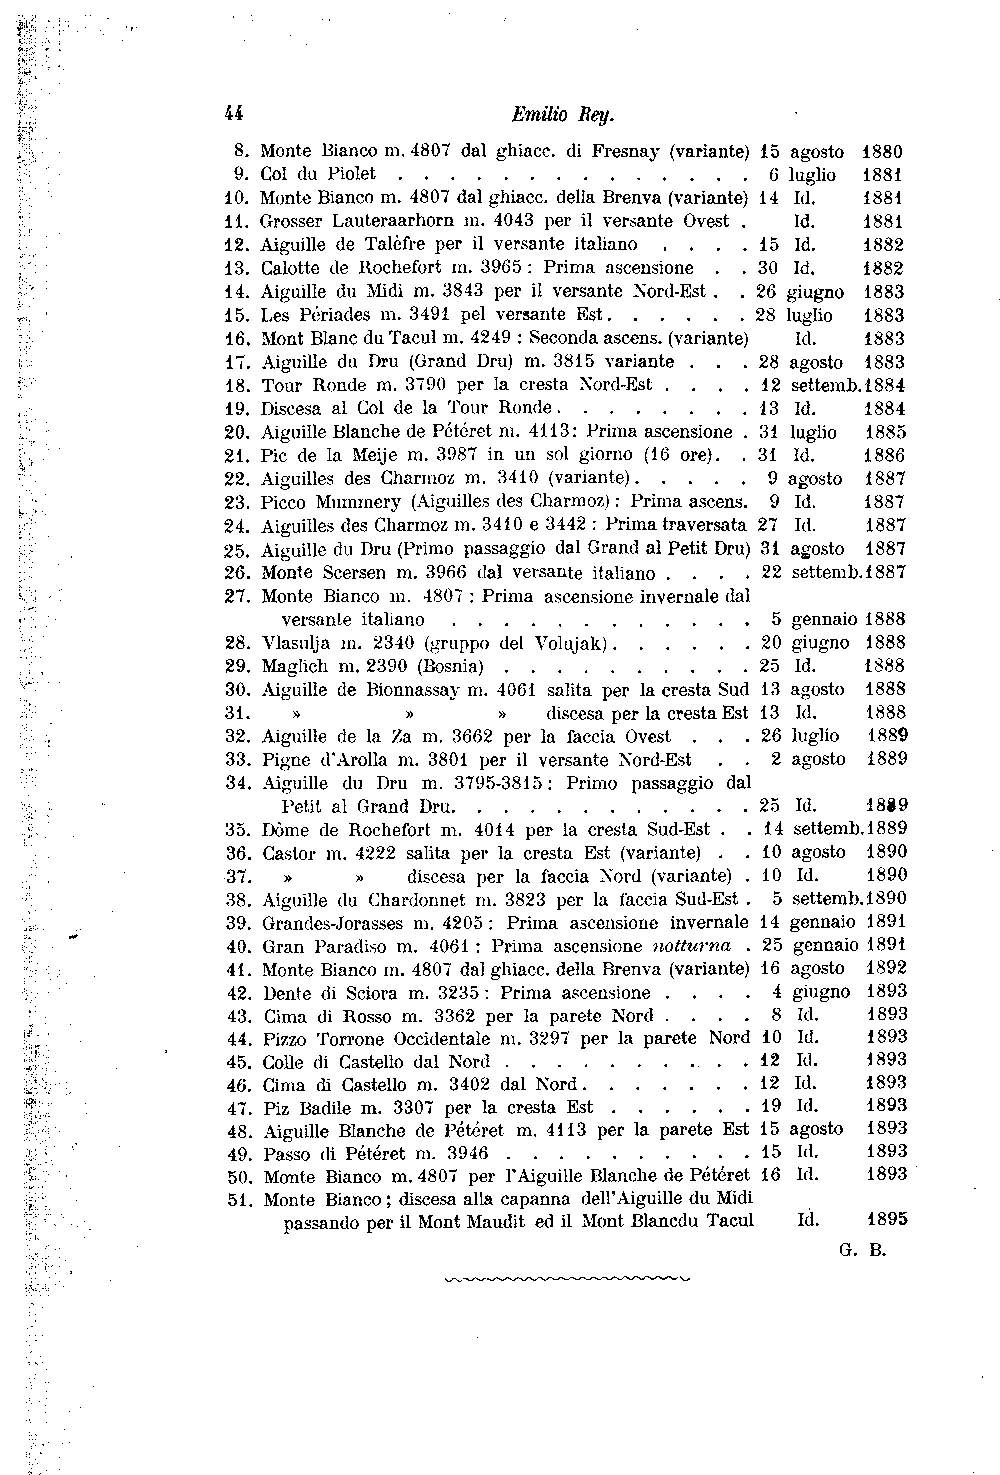 44 Emilio Rey.
8. Monte Bianco m. 4807 dal ghiacc. di Fresnay (variante) 15 agosto 1880
9. Col du Piolet . . . . . . . . . . . . . . 6 luglio 1881
10. Monte Bianco m. 4807 dal ghiacc. della Brenva (variante) 14 Id. 1881
11. Grosser Lauteraarhorn m. 4043 per il versante Ovest . Id. 1881
12. Aiguille de Talèfre per il versante italiano . . . . 15 Id. 1882
13. Calotte de Rochefort m. 3965 : Prima ascensione . . 30 Id. 1882
14. Aiguille du Midi m. 3843 per il versante Nord-Est . . 26 giugno 1883
15. Les Périades m. 3491 pel versante Est. . . . . . 28 luglio 1883
16. Mont Blanc du Tacul m. 4249 : Seconda ascens. (variante) Id. 1883
17. Aiguille du Dru (Grand Dru) m. 3815 variante . . . 28 agosto 1883
18. Tour Ronde m. 3790 per la cresta Nord-Est . . . . 12 settemb. 1884
19. Discesa al Col de la Tour Ronde. . . . . . . . 13 Id. 1884
20. Aiguille Blanche de Pétéret m. 4113: Prima ascensione . 31 luglio 1885
21. Pic de la Meije m. 3987 in un sol giorno (16 ore). . 31 Id. 1886
22. Aiguilles des Charmoz m. 3410 (variante). . . . . 9 agosto 1887
23. Picco Mummery (Aiguilles des Charmoz) : Prima ascens. 9 Id. 1887
24. Aiguilles des Charmoz m. 3410 e 3442 : Prima traversata 27 Id. 1887
25. Aiguille du Dru (Primo passaggio dal Grand al Petit Dru) 31 agosto 1887
26. Monte Scersen m. 3966 dal versante italiano . . . . 22 settemb. 1887
27. Monte Bianco m. 4807 : Prima ascensione invernale dal
versante italiano . . . . . . . . . . . . 5 gennaio 1888
28. Vlasulja m. 2340 (gruppo del Volujak). . . . . . 20 giugno 1888
29. Maglich m. 2390 (Bosnia) . . . . . . . . . . 25 Id. 1888
30. Aiguille de Bionnassay m. 4061 salita per la cresta Sud 13 agosto 1888
31. » » » discesa per la cresta Est 13 Id. 1888
32. Aiguille de la Za m. 3662 per la faccia Ovest . . . 26 luglio 1889
33. Pigne d'Arolla m. 3801 per il versante Nord-Est . . 2 agosto 1889
34. Aiguille du Dru m. 3795-3815 : Primo passaggio dal
Petit al Grand Dru. . . . . . . . . . . . 25 Id. 1889
35. Dôme de Rochefort m. 4014 per la cresta Sud-Est . . 14 settemb. 1889
36. Castor m. 4222 salita per la cresta Est (variante) . . 10 agosto 1890
37. » » discesa per la faccia Nord (variante) . 10 Id. 1890
38. Aiguille du Chardonnet m. 3823 per la faccia Sud-Est . 5 settemb. 1890
39. Grandes-Jorasses m. 4205 : Prima ascensione invernale 14 gennaio 1891
40. Gran Paradiso m. 4061 : Prima ascensione notturna . 25 gennaio 1891
41. Monte Bianco m. 4807 dal ghiacc. della Brenva (variante) 16 agosto 1892
42. Dente di Sciora m. 3235 : Prima ascensione . . . . 4 giugno 1893
43. Cima di Rosso m. 3362 per la parete Nord . . . . 8 Id. 1893
44. Pizzo Torrone Occidentale m. 3297 per la parete Nord 10 Id. 1893
45. Colle di Castello dal Nord . . . . . . . . . . 12 Id. 1893
46. Cima di Castello m. 3402 dal Nord. . . . . . . 12 Id. 1893
47. Piz Badile m. 3307 per la cresta Est . . . . . . 19 Id. 1893
48. Aiguille Blanche de Pétéret m. 4113 per la parete Est 15 agosto 1893
49. Passo di Pétéret m. 3946 . . . . . . . . . . 15 Id. 1893
50. Monte Bianco m. 4807 per l'Aiguille Blanche de Pétéret 16 Id. 1893
51. Monte Bianco ; discesa alla capanna dell'Aiguille du Midi
passando per il Mont Maudit ed il Mont Blancdu Tacul Id. 1895
G. B.